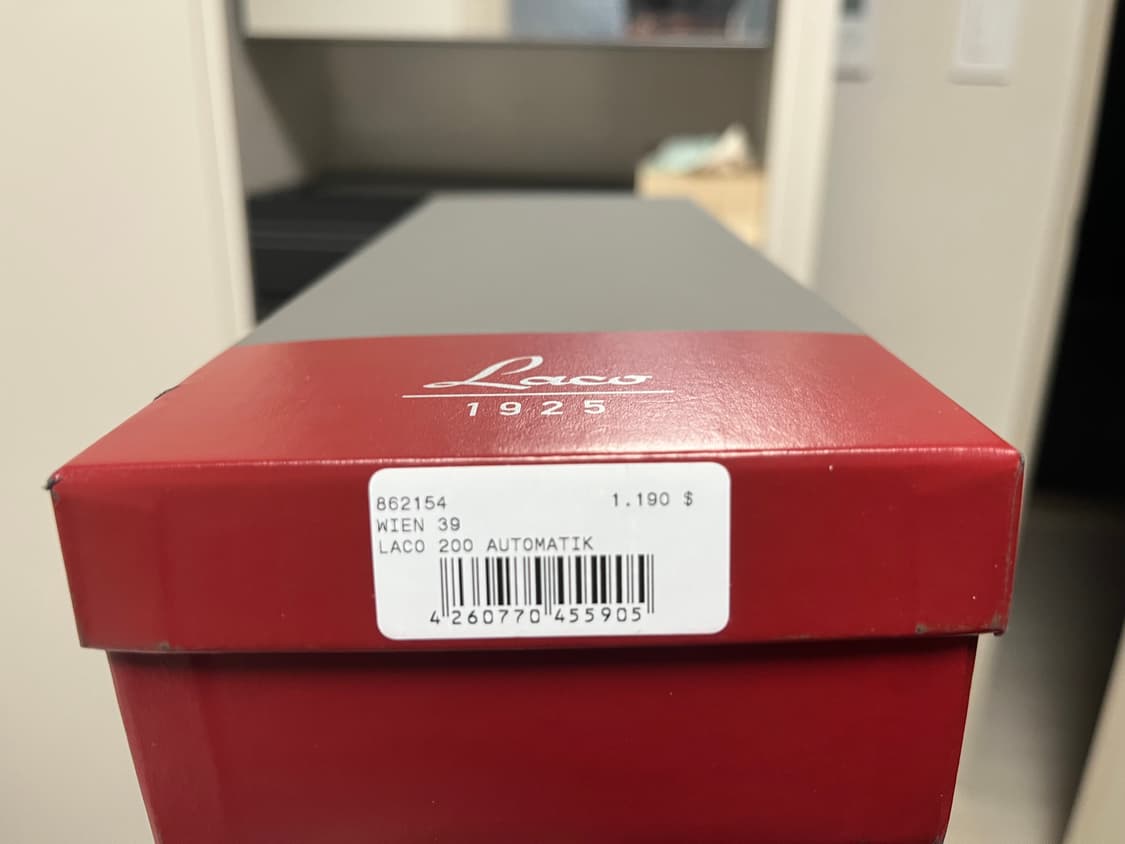 Laco
1925
862154 1.190 $
WIEN 39
LACO 200 AUTOMATIK
4 260770 455905